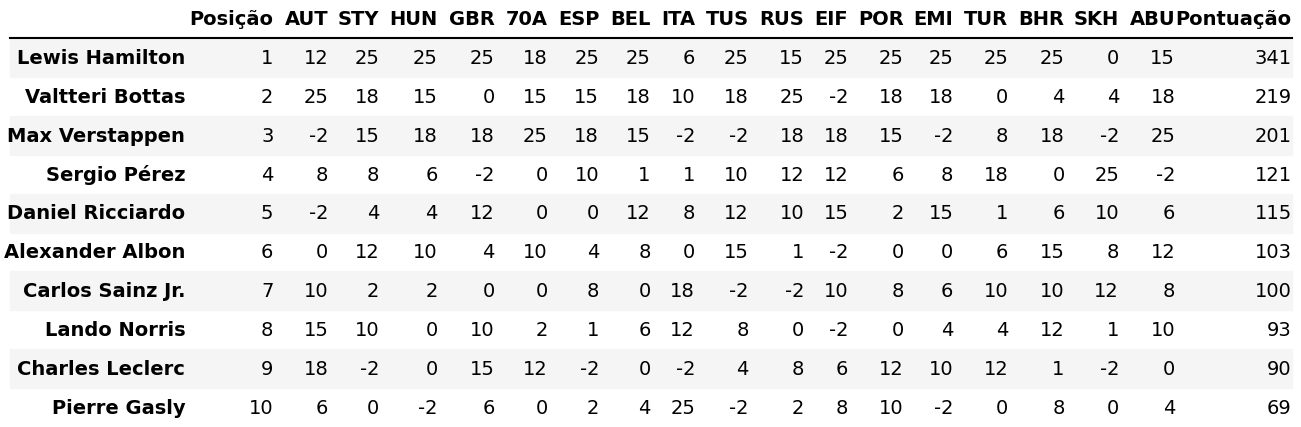 Posição AUT STY HUN GBR 70A ESP BEL ITA TUS RUS EIF POR EMI TUR BHR SKH ABU Pontuação
Lewis Hamilton 1 12 25 25 25 18 25 25 6 25 15 25 25 25 25 25 0 15 341
Valtteri Bottas 2 25 18 15 0 15 15 18 10 18 25 -2 18 18 0 4 4 18 219
Max Verstappen 3 -2 15 18 18 25 18 15 -2 -2 18 18 15 -2 8 18 -2 25 201
Sergio Pérez 4 8 8 6 -2 0 10 1 1 10 12 12 6 8 18 0 25 -2 121
Daniel Ricciardo 5 -2 4 4 12 0 0 12 8 12 10 15 2 15 1 6 10 6 115
Alexander Albon 6 0 12 10 4 10 4 8 0 15 1 -2 0 0 6 15 8 12 103
Carlos Sainz Jr. 7 10 2 2 0 0 8 0 18 -2 -2 10 8 6 10 10 12 8 100
Lando Norris 8 15 10 0 10 2 1 6 12 8 0 -2 0 4 4 12 1 10 93
Charles Leclerc 9 18 -2 0 15 12 -2 0 -2 4 8 6 12 10 12 1 -2 0 90
Pierre Gasly 10 6 0 -2 6 0 2 4 25 -2 2 8 10 -2 0 8 0 4 69